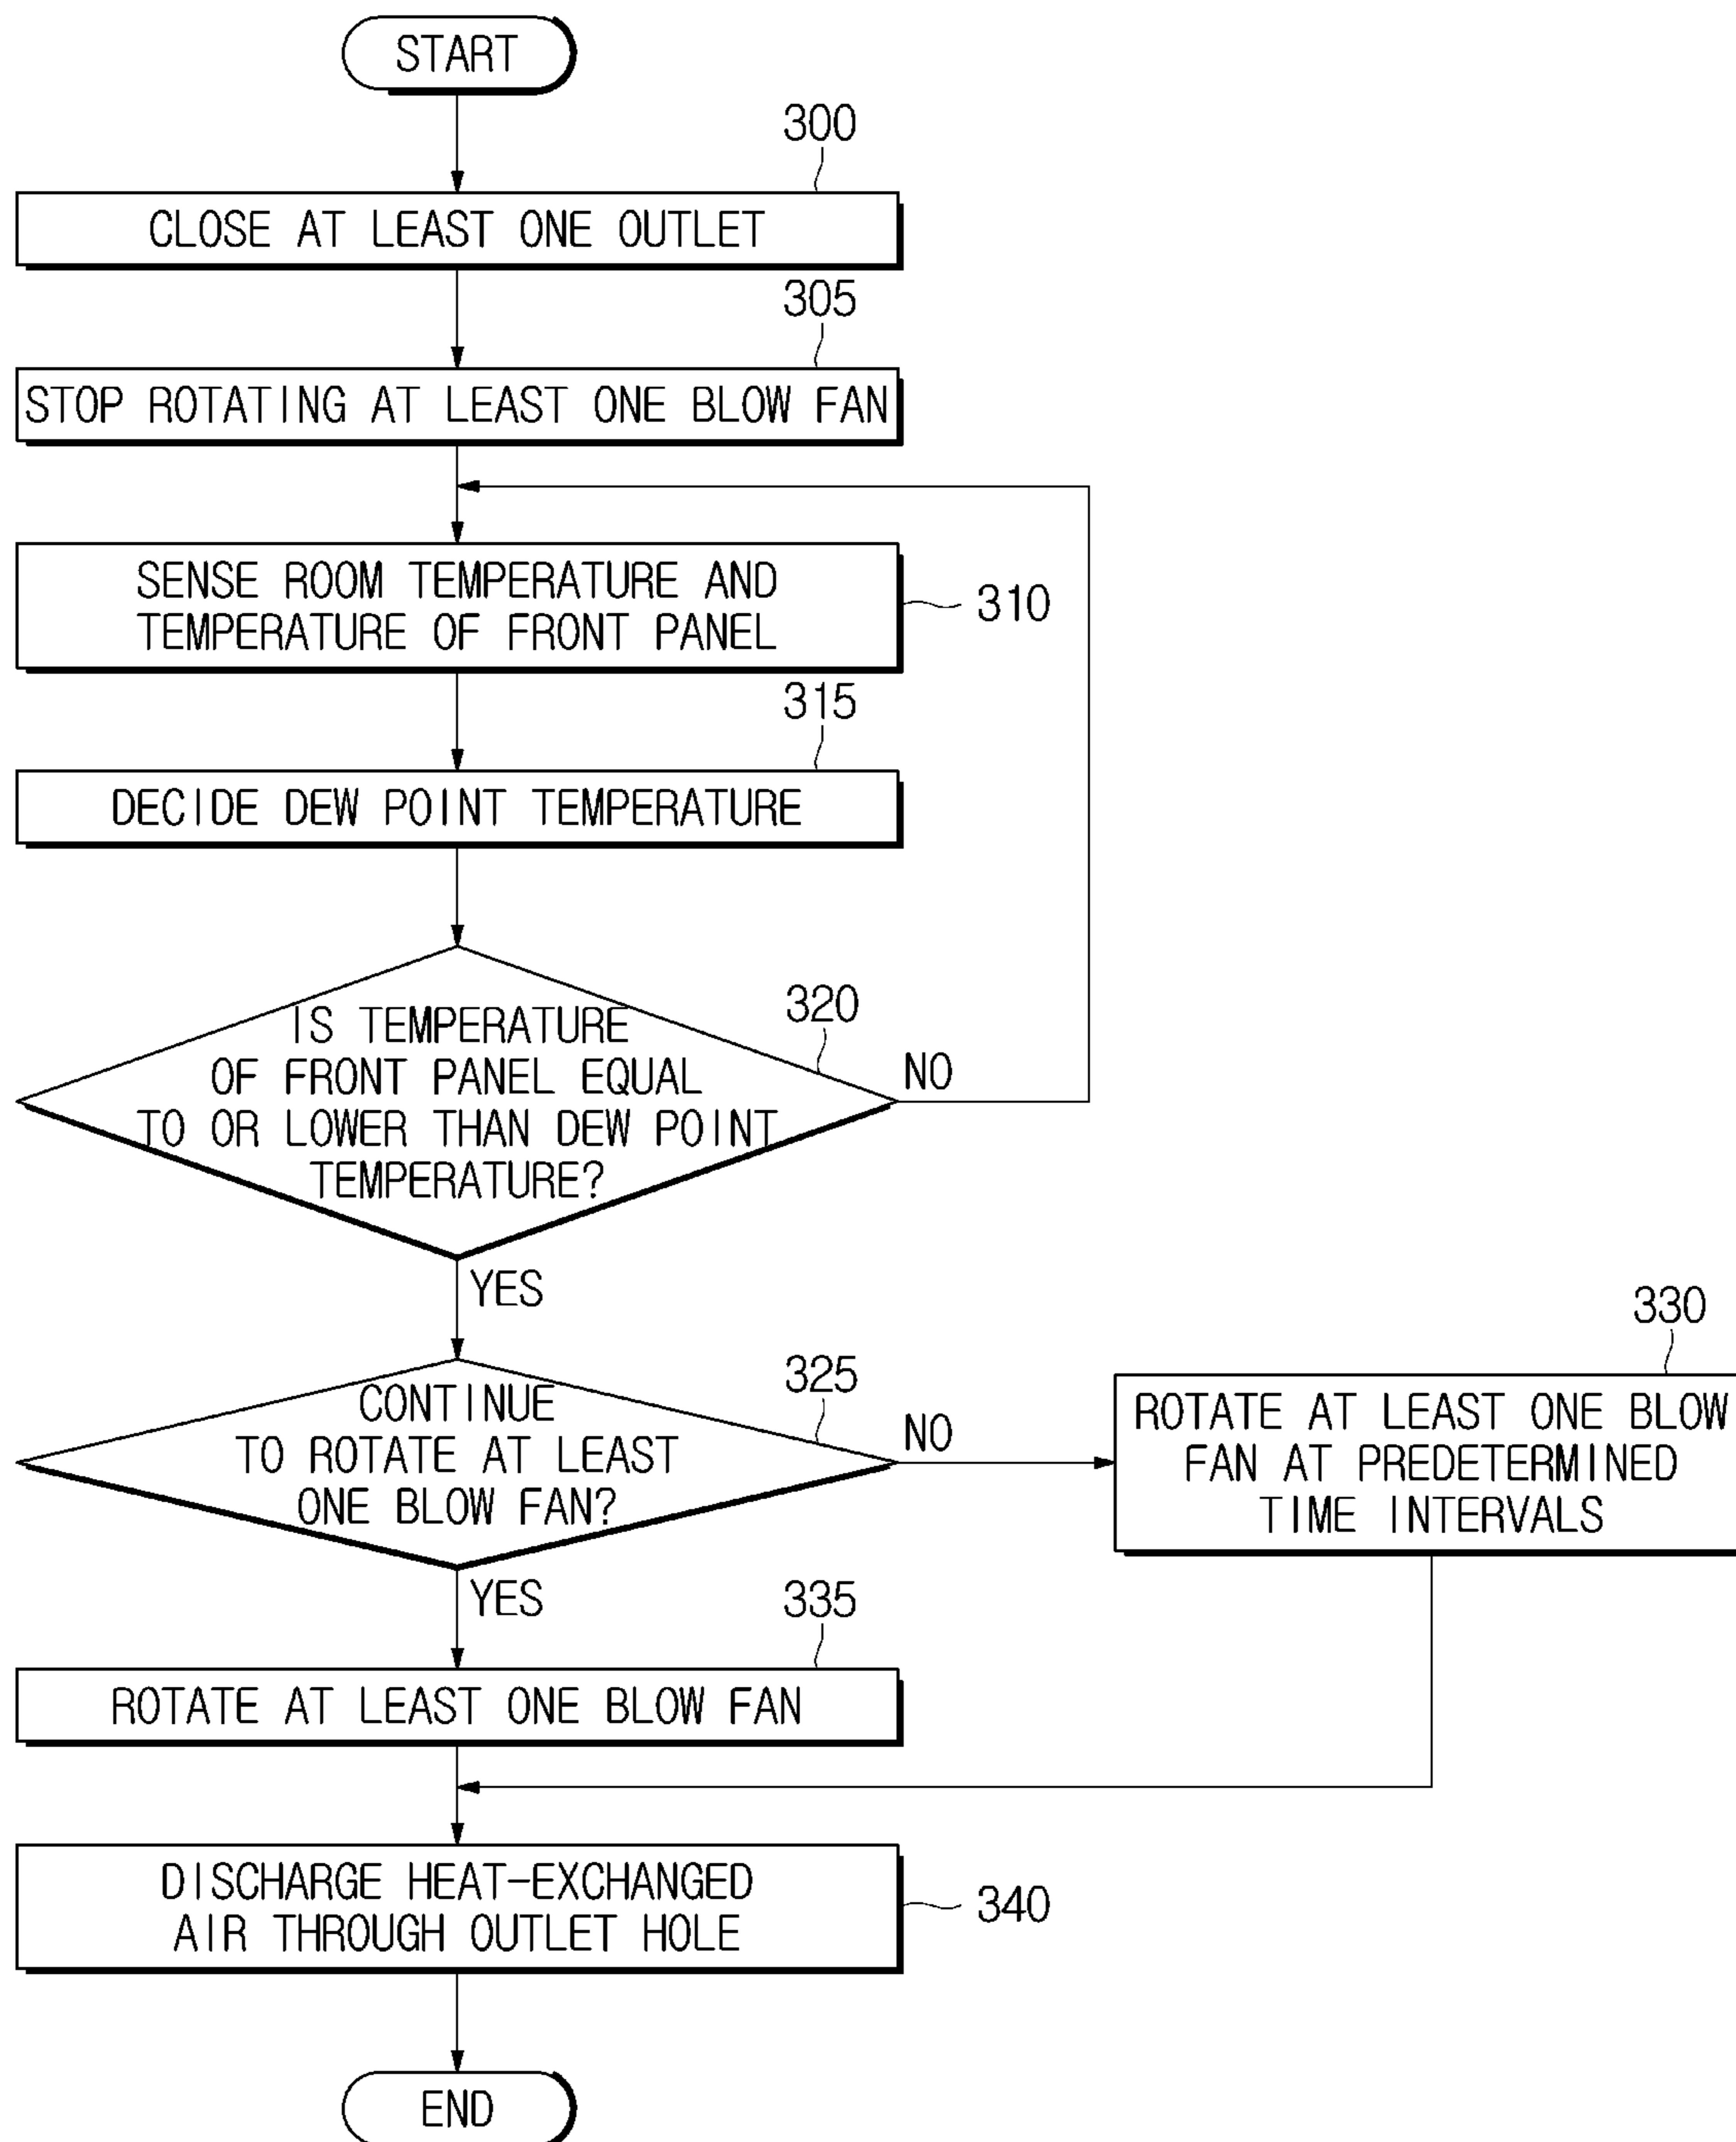 START
300
CLOSE AT LEAST ONE OUTLET
305
STOP ROTATING AT LEAST ONE BLOW FAN
SENSE ROOM TEMPERATURE AND
TEMPERATURE OF FRONT PANEL
310
315
DECIDE DEW POINT TEMPERATURE
320
IS TEMPERATURE
OF FRONT PANEL EQUAL
TO OR LOWER THAN DEW POINT
TEMPERATURE?
NO
YES
325
CONTINUE
TO ROTATE AT LEAST
ONE BLOW FAN?
NO
330
ROTATE AT LEAST ONE BLOW
FAN AT PREDETERMINED
TIME INTERVALS
YES
335
ROTATE AT LEAST ONE BLOW FAN
DISCHARGE HEAT-EXCHANGED
AIR THROUGH OUTLET HOLE
340
END